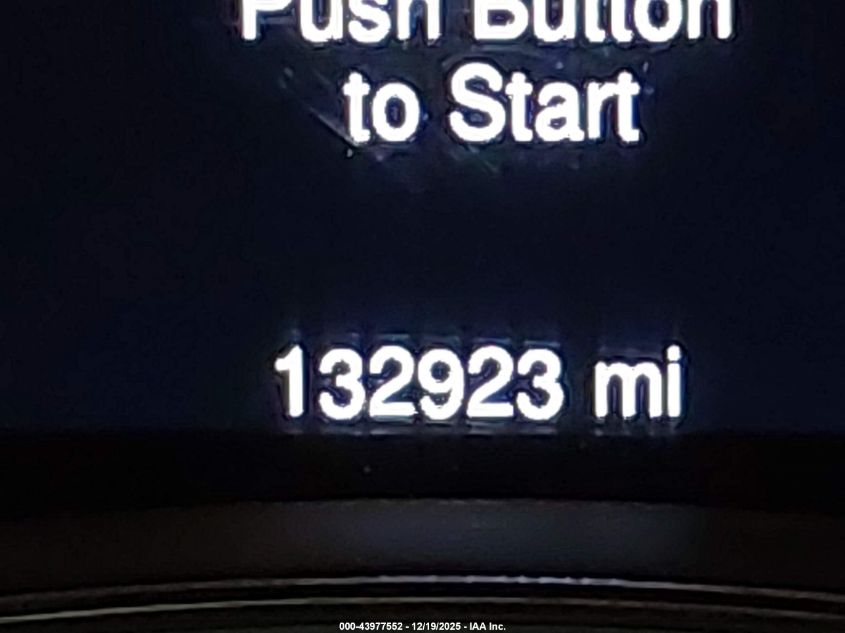 Push Button
to Start
132923 mi
000-43977552 - 12/19/2025 - IAA Inc.